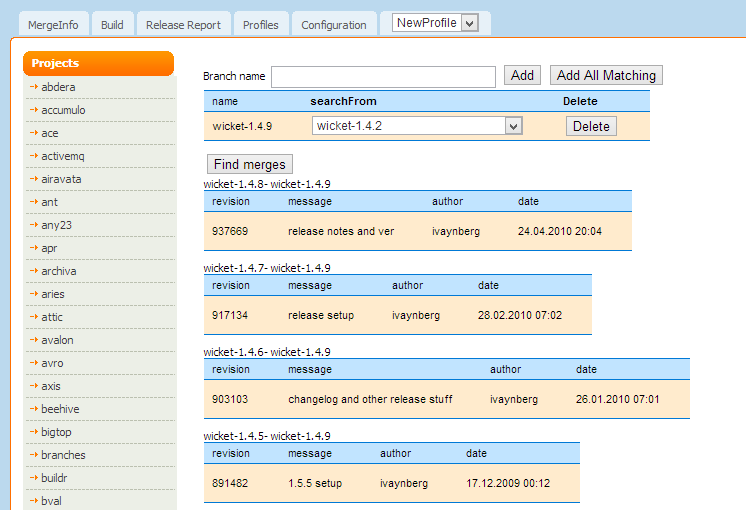 MergeInfo Build Release Report Profiles Configuration NewProfile
Projects
abdera
accumulo
ace
activemq
airavata
ant
any23
apr
archiva
aries
attic
avalon
avro
axis
beehive
bigtop
branches
buildr
bval
Branch name Add Add All Matching
name searchFrom Delete
wicket-1.4.9 wicket-1.4.2 Delete
Find merges
wicket-1.4.8- wicket-1.4.9
revision message author date
937669 release notes and ver ivaynberg 24.04.2010 20:04
wicket-1.4.7- wicket-1.4.9
revision message author date
917134 release setup ivaynberg 28.02.2010 07:02
wicket-1.4.6- wicket-1.4.9
revision message author date
903103 changelog and other release stuff ivaynberg 26.01.2010 07:01
wicket-1.4.5- wicket-1.4.9
revision message author date
891482 1.5.5 setup ivaynberg 17.12.2009 00:12